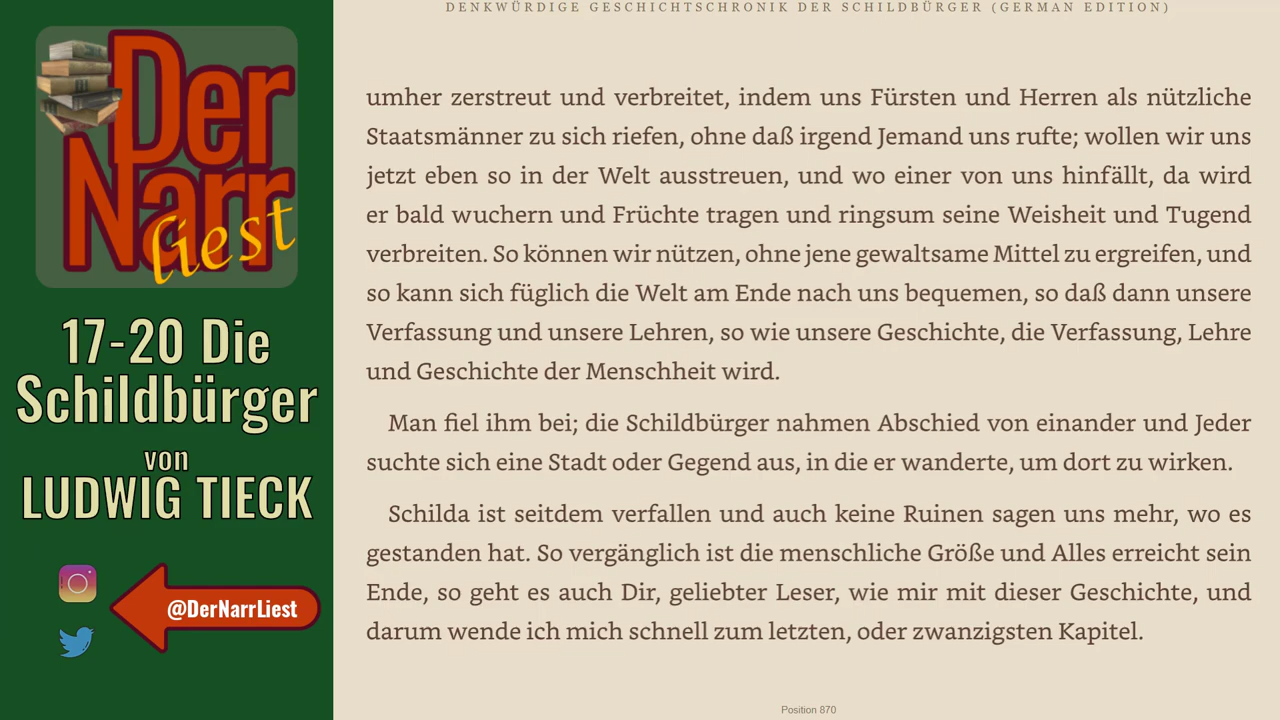 Der
Narr
liest
17-20 Die
Schildbürger
von
LUDWIG TIECK
@DerNarrLiest
DENKWÜRDIGE GESCHICHTSCHRONIK DER SCHILDBÜRGER (GERMAN EDITION)
umher zerstreut und verbreitet, indem uns Fürsten und Herren als nützliche
Staatsmänner zu sich riefen, ohne daß irgend Jemand uns rufte; wollen wir uns
jetzt eben so in der Welt ausstreuen, und wo einer von uns hinfällt, da wird
er bald wuchern und Früchte tragen und ringsum seine Weisheit und Tugend
verbreiten. So können wir nützen, ohne jene gewaltsame Mittel zu ergreifen, und
so kann sich füglich die Welt am Ende nach uns bequemen, so daß dann unsere
Verfassung und unsere Lehren, so wie unsere Geschichte, die Verfassung, Lehre
und Geschichte der Menschheit wird.
Man fiel ihm bei; die Schildbürger nahmen Abschied von einander und Jeder
suchte sich eine Stadt oder Gegend aus, in die er wanderte, um dort zu wirken.
Schilda ist seitdem verfallen und auch keine Ruinen sagen uns mehr, wo es
gestanden hat. So vergänglich ist die menschliche Größe und Alles erreicht sein
Ende, so geht es auch Dir, geliebter Leser, wie mir mit dieser Geschichte, und
darum wende ich mich schnell zum letzten, oder zwanzigsten Kapitel.
Position 870